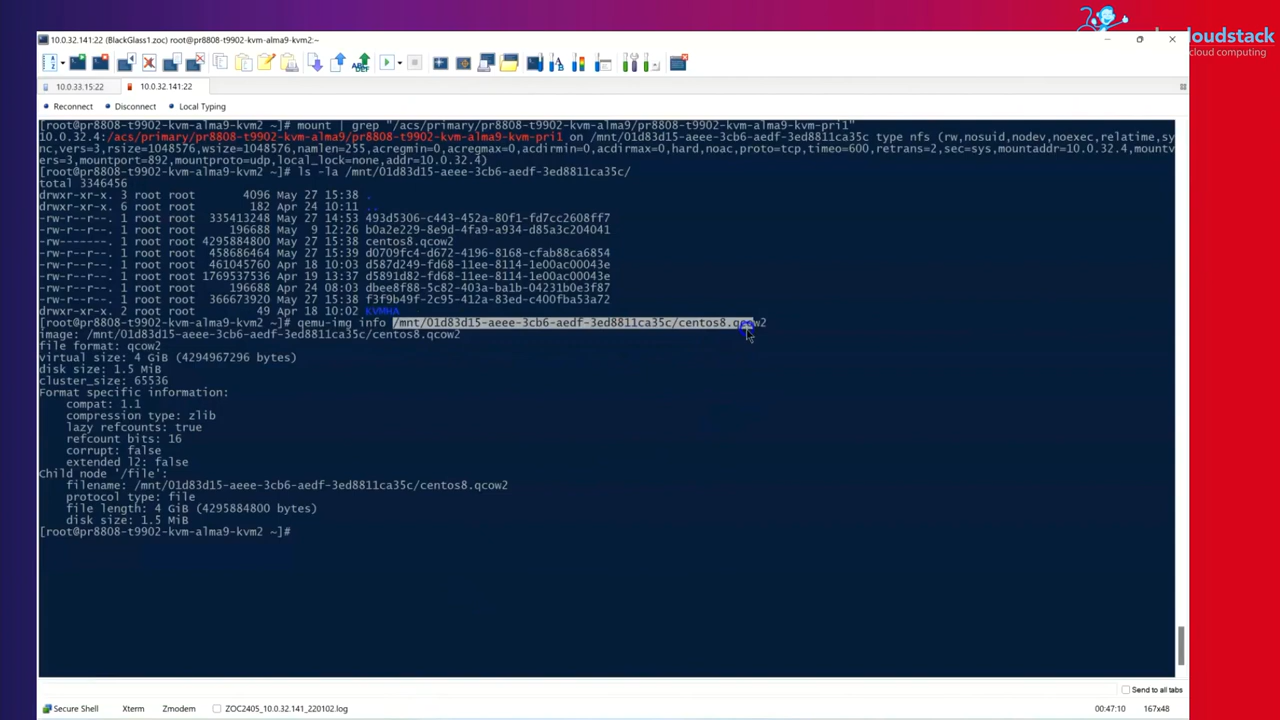 10.0.32.141:22 (BlackGlass1.zoc) root@pr8808-t9902-kvm-alma9-kvm2:~
cloudstack
cloud computing
10.0.33.15:22
10.0.32.141:22
Reconnect Disconnect Local Typing
[root@pr8808-t9902-kvm-alma9-kvm2 ~]# mount | grep "/acs/primary/pr8808-t9902-kvm-alma9/pr8808-t9902-kvm-alma9-kvm-pri1"
10.0.32.4:/acs/primary/pr8808-t9902-kvm-alma9/pr8808-t9902-kvm-alma9-kvm-pri1 on /mnt/01d83d15-aeee-3cb6-aedf-3ed8811ca35c type nfs (rw,nosuid,nodev,noexec,relatime,sy
nc,vers=3,rsize=1048576,wsize=1048576,namlen=255,acregmin=0,acregmax=0,acdirmin=0,acdirmax=0,hard,noac,proto=tcp,timeo=600,retrans=2,sec=sys,mountaddr=10.0.32.4,mountv
ers=3,mountport=892,mountproto=udp,local_lock=none,addr=10.0.32.4)
[root@pr8808-t9902-kvm-alma9-kvm2 ~]# ls -la /mnt/01d83d15-aeee-3cb6-aedf-3ed8811ca35c/
total 3346456
drwxr-xr-x. 3 root root 4096 May 27 15:38 .
drwxr-xr-x. 6 root root 182 Apr 24 10:11 ..
-rw-r--r--. 1 root root 335413248 May 27 14:53 493d5306-c443-452a-80f1-fd7cc2608ff7
-rw-r--r--. 1 root root 196688 May 9 12:26 b0a2e229-8e9d-4fa9-a934-d85a3c204041
-rw-------. 1 root root 4295884800 May 27 15:38 centos8.qcow2
-rw-r--r--. 1 root root 458686464 May 27 15:39 d0709fc4-d672-4196-8168-cfab88ca6854
-rw-r--r--. 1 root root 461045760 Apr 18 10:03 d587d249-fd68-11ee-8114-1e00ac00043e
-rw-r--r--. 1 root root 1769537536 Apr 19 13:37 d5891d82-fd68-11ee-8114-1e00ac00043e
-rw-r--r--. 1 root root 196688 Apr 24 08:03 dbee8f88-5c82-403a-ba1b-04231b0e3f87
-rw-r--r--. 1 root root 366673920 May 27 15:38 f3f9b49f-2c95-412a-83ed-c400fba53a72
drwxr-xr-x. 2 root root 49 Apr 18 10:02 KVMHA
[root@pr8808-t9902-kvm-alma9-kvm2 ~]# qemu-img info /mnt/01d83d15-aeee-3cb6-aedf-3ed8811ca35c/centos8.qcow2
image: /mnt/01d83d15-aeee-3cb6-aedf-3ed8811ca35c/centos8.qcow2
file format: qcow2
virtual size: 4 GiB (4294967296 bytes)
disk size: 1.5 MiB
cluster_size: 65536
Format specific information:
compat: 1.1
compression type: zlib
lazy refcounts: true
refcount bits: 16
corrupt: false
extended l2: false
Child node '/file':
filename: /mnt/01d83d15-aeee-3cb6-aedf-3ed8811ca35c/centos8.qcow2
protocol type: file
file length: 4 GiB (4295884800 bytes)
disk size: 1.5 MiB
[root@pr8808-t9902-kvm-alma9-kvm2 ~]#
Send to all tabs
Secure Shell Xterm Zmodem ZOC2405_10.0.32.141_220102.log 00:47:10 167x48